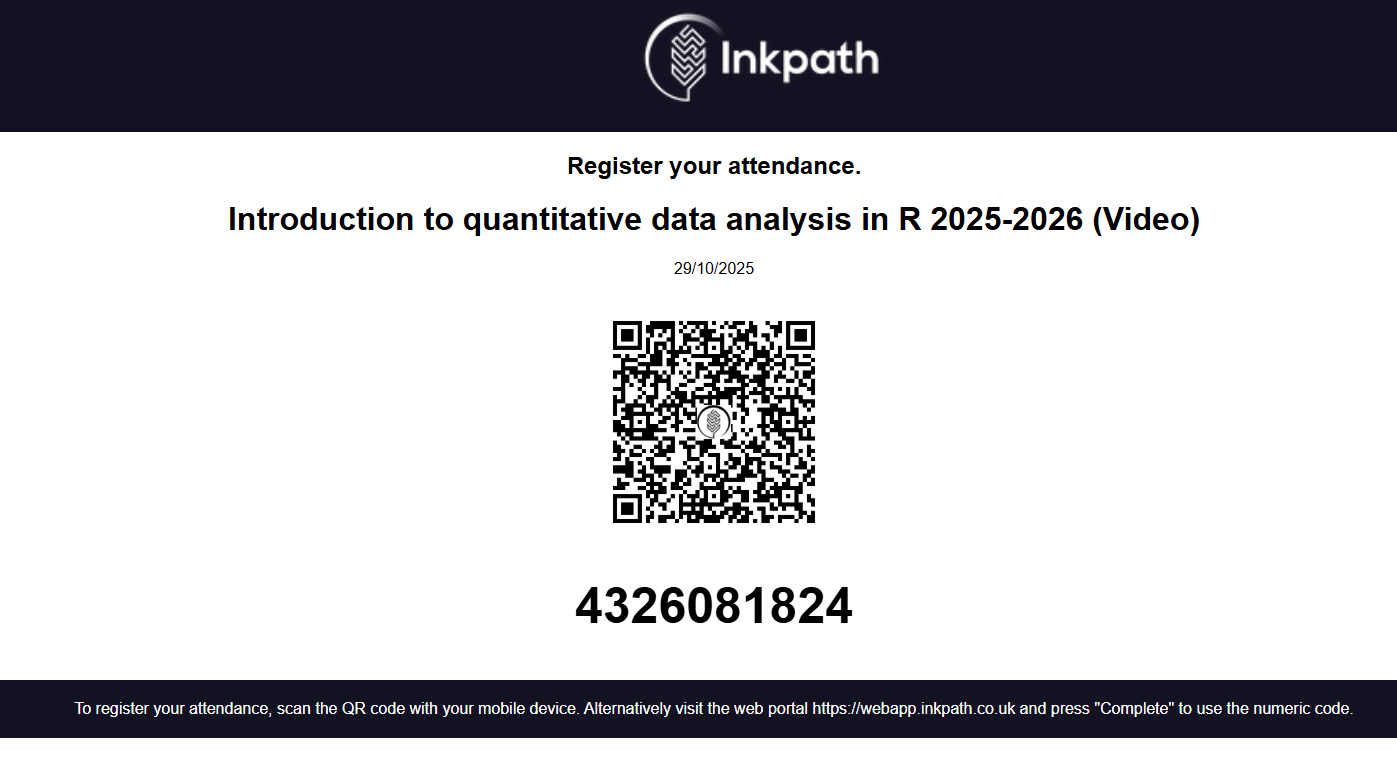 Inkpath
Register your attendance.
Introduction to quantitative data analysis in R 2025-2026 (Video)
29/10/2025
4326081824
To register your attendance, scan the QR code with your mobile device. Alternatively visit the web portal https://webapp.inkpath.co.uk and press "Complete" to use the numeric code.